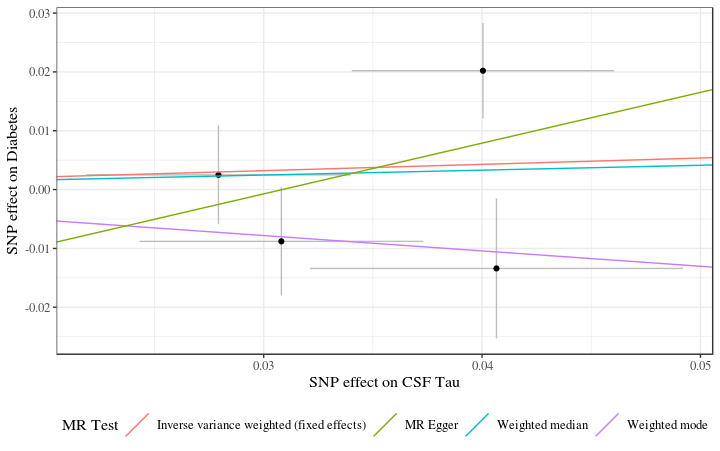 SNP effect on Diabetes
0.03
0.02
0.01
0.00
-0.01
-0.02
0.03 0.04 0.05
SNP effect on CSF Tau
MR Test Inverse variance weighted (fixed effects) MR Egger Weighted median Weighted mode